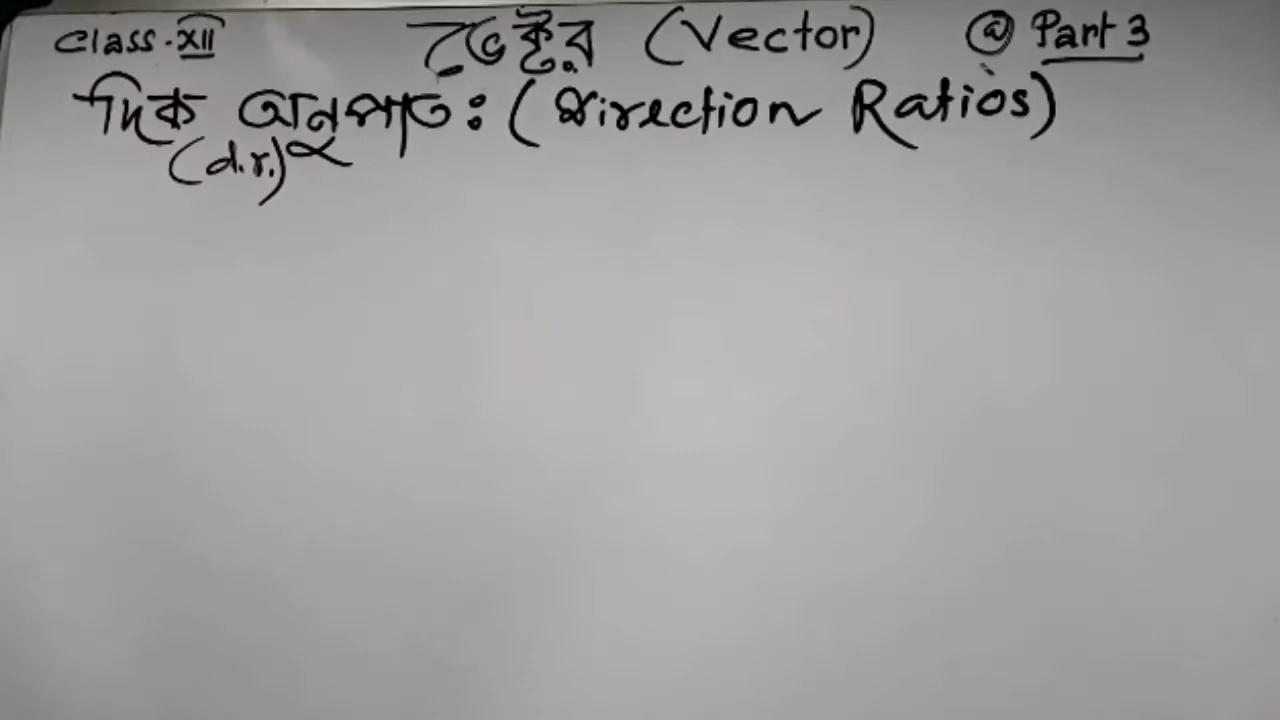 Class-XII ভেক্টর (Vector) @ Part 3
দিক অনুপাত : (Direction Ratios)
(d.r.)